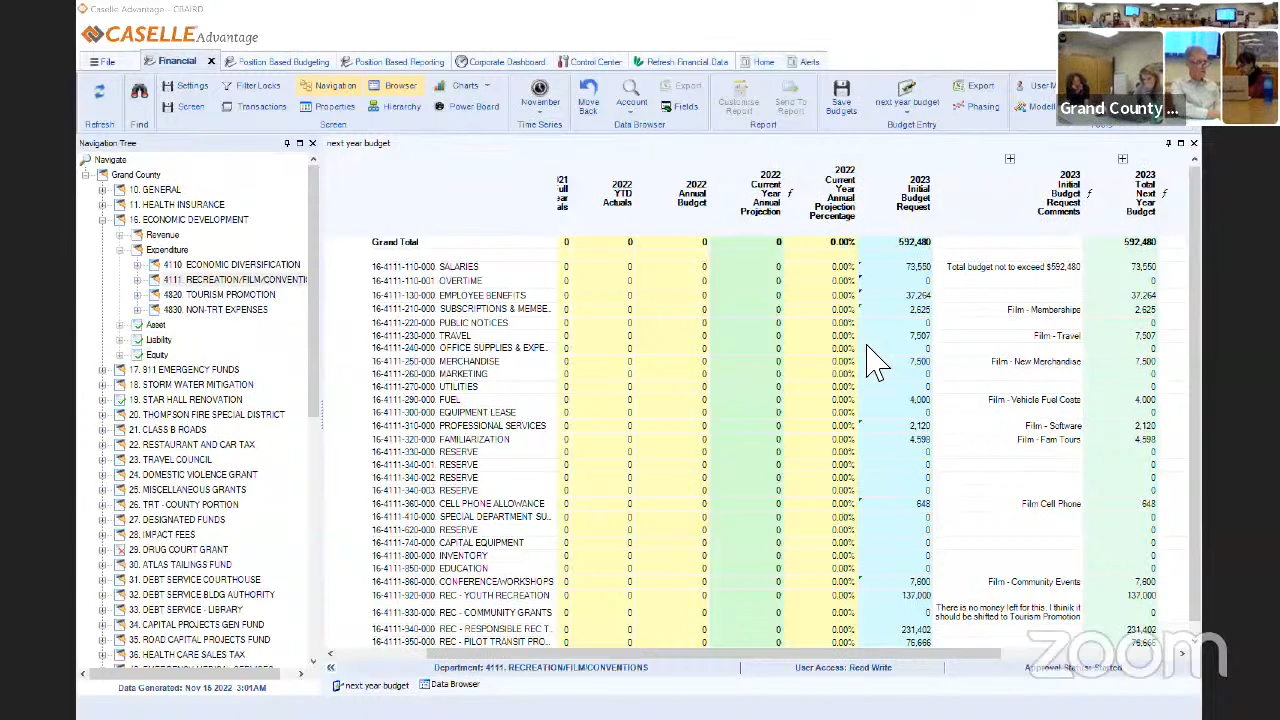 Caselle Advantage - CBAIRD
CASELLE Advantage
File Financial X Position Based Budgeting Position Based Reporting Corporate Dashboard Control Center Refresh Financial Data Home Alerts
Settings Filter Locks Navigation Browser Charts Export
Screen Transactions Properties Hierarchy Power Board Fields Phasing
Refresh Find November Move Back Account Customise Report Send To Report Save Budgets next year budget
Screen Time Series Data Browser Report Budget Entry
Grand County ...
Navigation Tree
next year budget
Navigate
Grand County
10. GENERAL
11. HEALTH INSURANCE
16. ECONOMIC DEVELOPMENT
Revenue
Expenditure
4110. ECONOMIC DIVERSIFICATION
4111. RECREATION/FILM/CONVENTI
4820. TOURISM PROMOTION
4830. NON-TRT EXPENSES
Asset
Liability
Equity
17. 911 EMERGENCY FUNDS
18. STORM WATER MITIGATION
19. STAR HALL RENOVATION
20. THOMPSON FIRE SPECIAL DISTRICT
21. CLASS B ROADS
22. RESTAURANT AND CAR TAX
23. TRAVEL COUNCIL
24. DOMESTIC VIOLENCE GRANT
25. MISCELLANEOUS GRANTS
26. TRT - COUNTY PORTION
27. DESIGNATED FUNDS
28. IMPACT FEES
29. DRUG COURT GRANT
30. ATLAS TAILINGS FUND
31. DEBT SERVICE COURTHOUSE
32. DEBT SERVICE BLDG AUTHORITY
33. DEBT SERVICE - LIBRARY
34. CAPITAL PROJECTS GEN FUND
35. ROAD CAPITAL PROJECTS FUND
36. HEALTH CARE SALES TAX
Data Generated: Nov 15 2022 3:01AM
2022 YTD Actuals
2022 Annual Budget
2022 Current Year Annual Projection
2022 Current Year Annual Projection Percentage
2023 Initial Budget Request
2023 Initial Budget Request Comments
2023 Total Next Year Budget
Grand Total 0 0 0 0 0.00% 592,480 592,480
16-4111-110-000. SALARIES 0 0 0 0 0.00% 73,550 Total budget not to exceed $592,480 73,550
16-4111-110-001 OVERTIME 0 0 0 0 0.00% 0 0
16-4111-130-000. EMPLOYEE BENEFITS 0 0 0 0 0.00% 37,264 37,264
16-4111-210-000. SUBSCRIPTIONS & MEMBE... 0 0 0 0 0.00% 2,625 Film - Memberships 2,625
16-4111-220-000 PUBLIC NOTICES 0 0 0 0 0.00% 0 0
16-4111-230-000. TRAVEL 0 0 0 0 0.00% 7,507 Film - Travel 7,507
16-4111-240-000. OFFICE SUPPLIES & EXPE... 0 0 0 0 0.00% 0 0
16-4111-250-000 MERCHANDISE 0 0 0 0 0.00% 7,500 Film - New Merchandise 7,500
16-4111-260-000 MARKETING 0 0 0 0 0.00% 0 0
16-4111-270-000 UTILITIES 0 0 0 0 0.00% 0 0
16-4111-290-000. FUEL 0 0 0 0 0.00% 4,000 Film - Vehicle Fuel Costs 4,000
16-4111-300-000 EQUIPMENT LEASE 0 0 0 0 0.00% 0 0
16-4111-310-000 PROFESSIONAL SERVICES 0 0 0 0 0.00% 2,120 Film - Software 2,120
16-4111-320-000. FAMILIARIZATION 0 0 0 0 0.00% 4,598 Film - Fam Tours 4,598
16-4111-330-000 RESERVE 0 0 0 0 0.00% 0 0
16-4111-340-001. RESERVE 0 0 0 0 0.00% 0 0
16-4111-340-002 RESERVE 0 0 0 0 0.00% 0 0
16-4111-340-003 RESERVE 0 0 0 0 0.00% 0 0
16-4111-360-000. CELL PHONE ALLOWANCE 0 0 0 0 0.00% 648 Film Cell Phone 648
16-4111-410-000. SPECIAL DEPARTMENT SU... 0 0 0 0 0.00% 0 0
16-4111-620-000 RESERVE 0 0 0 0 0.00% 0 0
16-4111-740-000. CAPITAL EQUIPMENT 0 0 0 0 0.00% 0 0
16-4111-800-000 INVENTORY 0 0 0 0 0.00% 0 0
16-4111-850-000 EDUCATION 0 0 0 0 0.00% 0 0
16-4111-860-000. CONFERENCE/WORKSHOPS 0 0 0 0 0.00% 7,600 Film - Community Events 7,600
16-4111-920-000 REC - YOUTH RECREATION 0 0 0 0 0.00% 137,000 137,000
16-4111-930-000. REC - COMMUNITY GRANTS 0 0 0 0 0.00% 0 There is no money left for this. I think it should be shifted to Tourism Promotion 0
16-4111-940-000 REC - RESPONSIBLE REC T... 0 0 0 0 0.00% 231,402 231,402
16-4111-950-000. REC - PILOT TRANSIT PRO... 0 0 0 0 0.00% 76,666
Department: 4111. RECREATION/FILM/CONVENTIONS User Access: Read Write Approval Status: Started
next year budget Data Browser
zoom